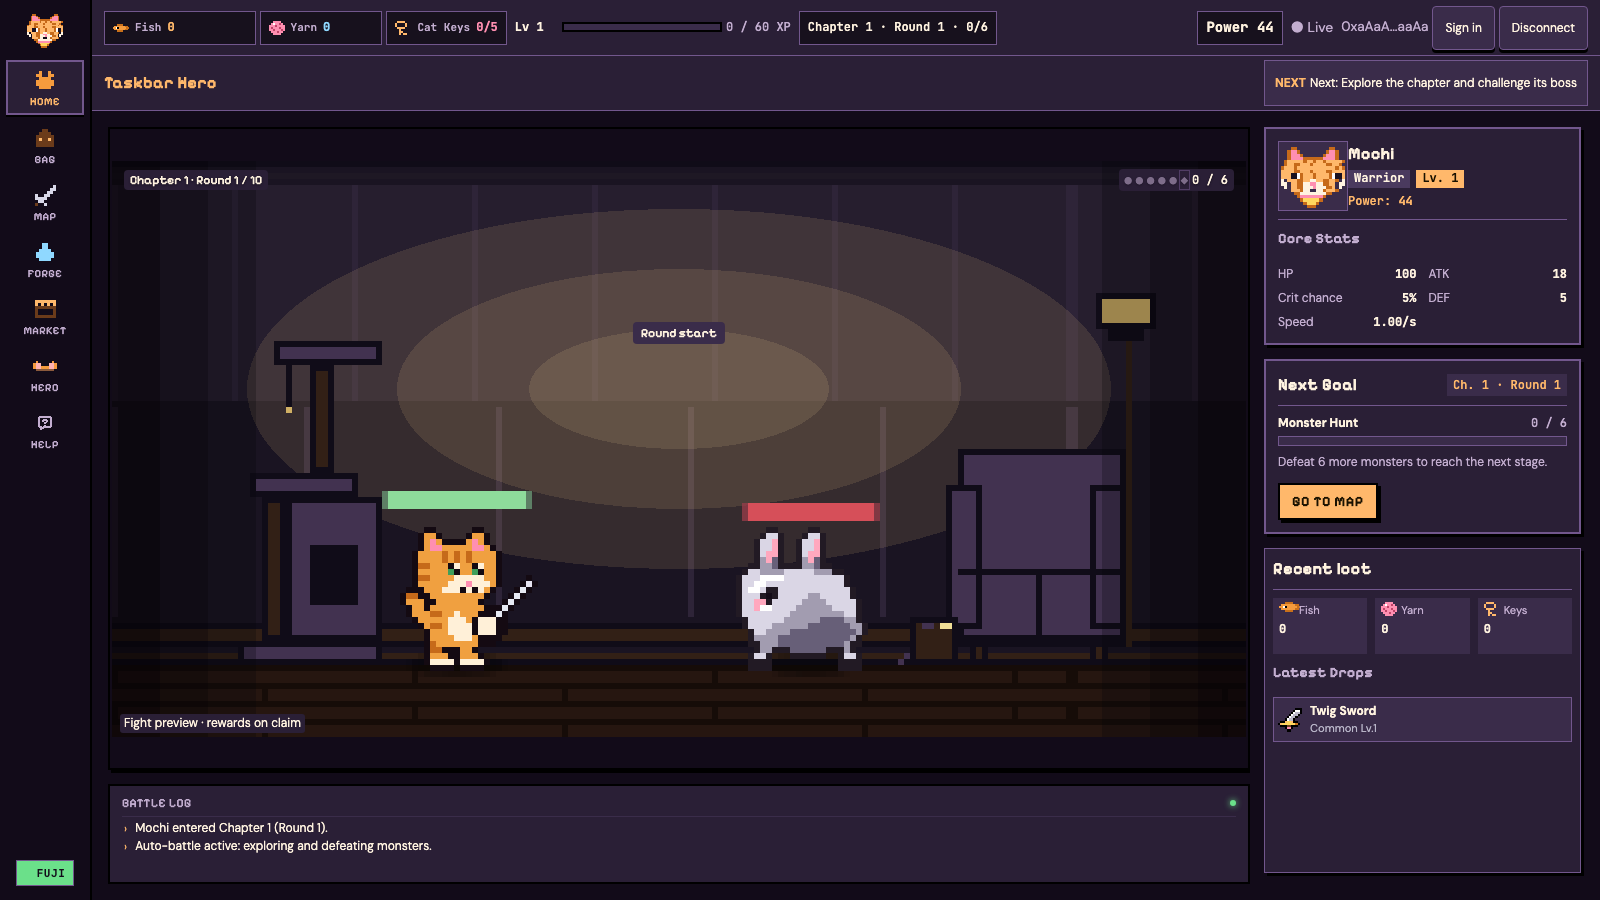 Fish 0
Yarn 0
Cat Keys 0/5
Lv 1
0 / 60 XP
Chapter 1 · Round 1 · 0/6
Power 44
Live
0xaAaA…aaAa
Sign in
Disconnect
HOME
BAG
MAP
FORGE
MARKET
HERO
HELP
FUJI
Taskbar Hero
NEXT Next: Explore the chapter and challenge its boss
Chapter 1 · Round 1 / 10
0 / 6
Round start
Fight preview · rewards on claim
BATTLE LOG
› Mochi entered Chapter 1 (Round 1).
› Auto-battle active: exploring and defeating monsters.
Mochi
Warrior Lv. 1
Power: 44
Core Stats
HP 100 ATK 18
Crit chance 5% DEF 5
Speed 1.00/s
Next Goal Ch. 1 · Round 1
Monster Hunt 0 / 6
Defeat 6 more monsters to reach the next stage.
GO TO MAP
Recent loot
Fish Yarn Keys
0 0 0
Latest Drops
Twig Sword
Common Lv.1